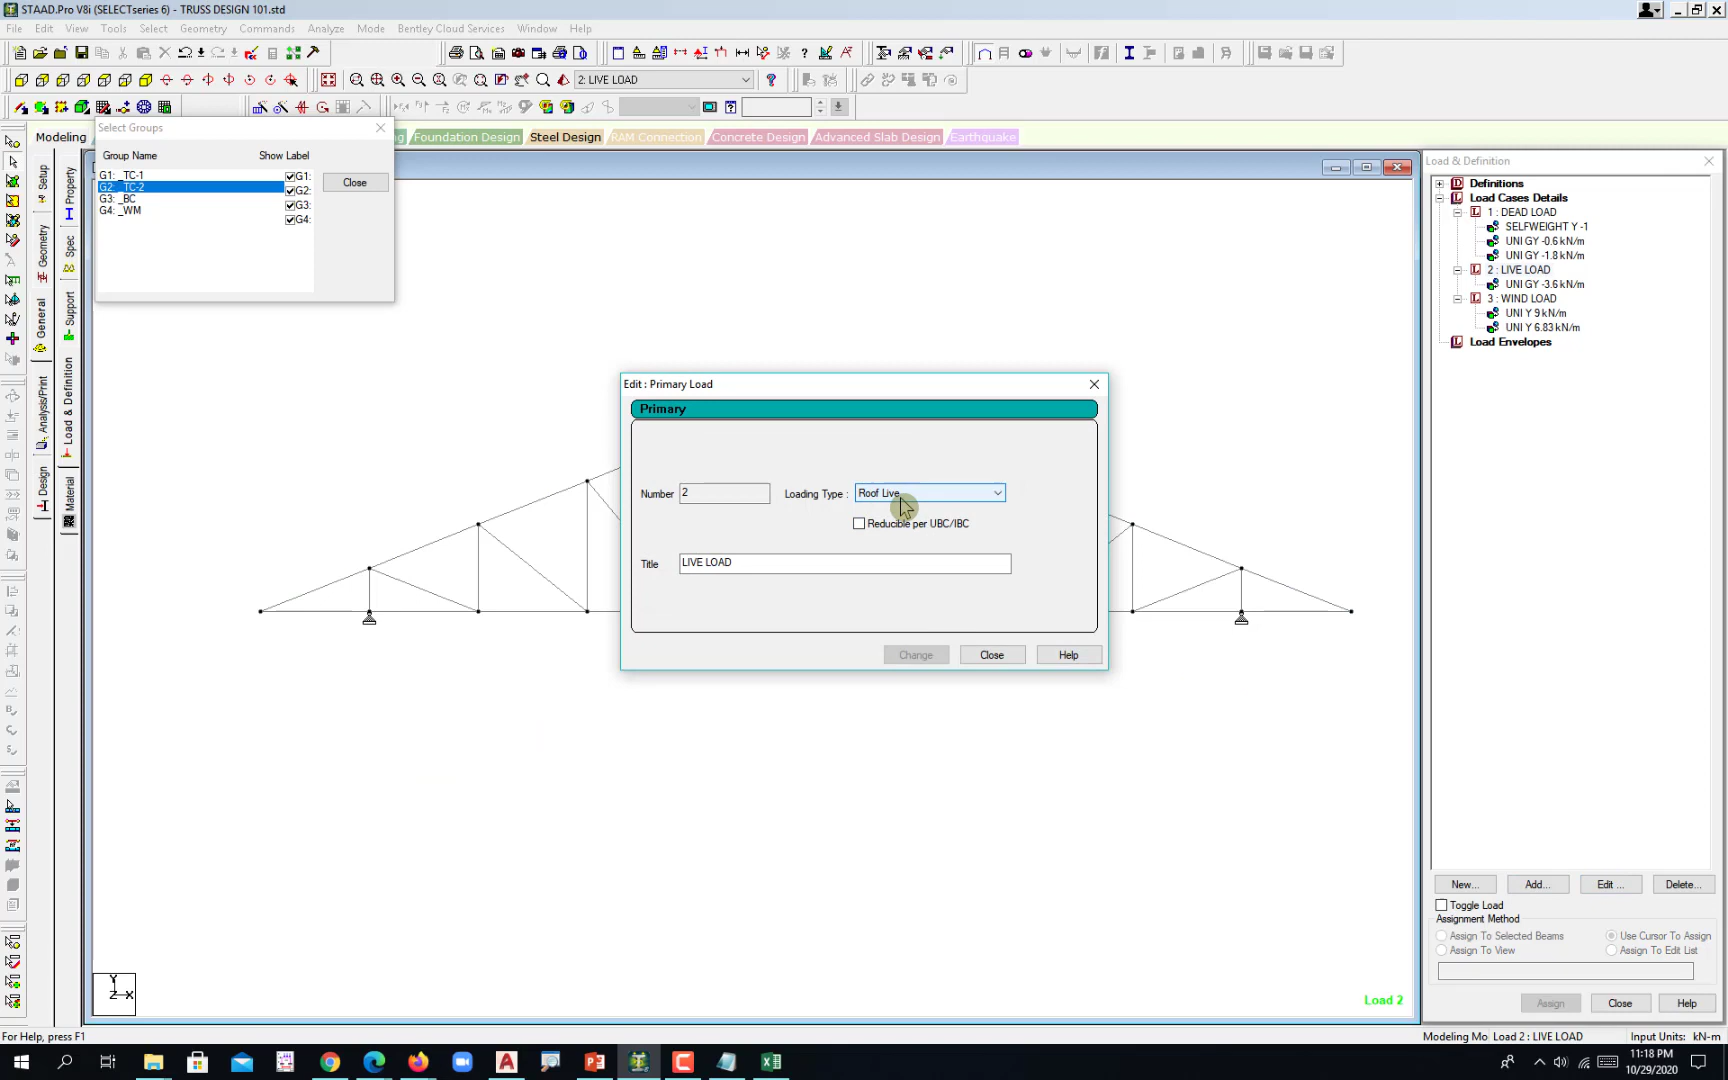 STAAD.Pro V8i (SELECTseries 6) - TRUSS DESIGN 101.std
File Edit View Tools Select Geometry Commands Analyze Mode Bentley Cloud Services Window Help
2: LIVE LOAD
Modeling Foundation Design Steel Design RAM Connection Concrete Design Advanced Slab Design Earthquake
Select Groups
Group Name Show Label
G1: _TC-1 G1:
G2: _TC-2 G2:
G3: _BC G3:
G4: _WM G4:
Close
Setup
Geometry
General
Analysis/Print
Design
Property
Spec
Support
Load & Definition
Material
Edit : Primary Load
Primary
Number 2 Loading Type : Roof Live
Reducible per UBC/IBC
Title LIVE LOAD
Change Close Help
Y
Z X
Load 2
Load & Definition
Definitions
Load Cases Details
1 : DEAD LOAD
SELFWEIGHT Y -1
UNI GY -0.6 kN/m
UNI GY -1.8 kN/m
2 : LIVE LOAD
UNI GY -3.6 kN/m
3 : WIND LOAD
UNI Y 9 kN/m
UNI Y 6.83 kN/m
Load Envelopes
New... Add... Edit ... Delete...
Toggle Load
Assignment Method
Assign To Selected Beams Use Cursor To Assign
Assign To View Assign To Edit List
Assign Close Help
For Help, press F1
Modeling Mo Load 2 : LIVE LOAD Input Units: kN-m
11:18 PM
10/29/2020